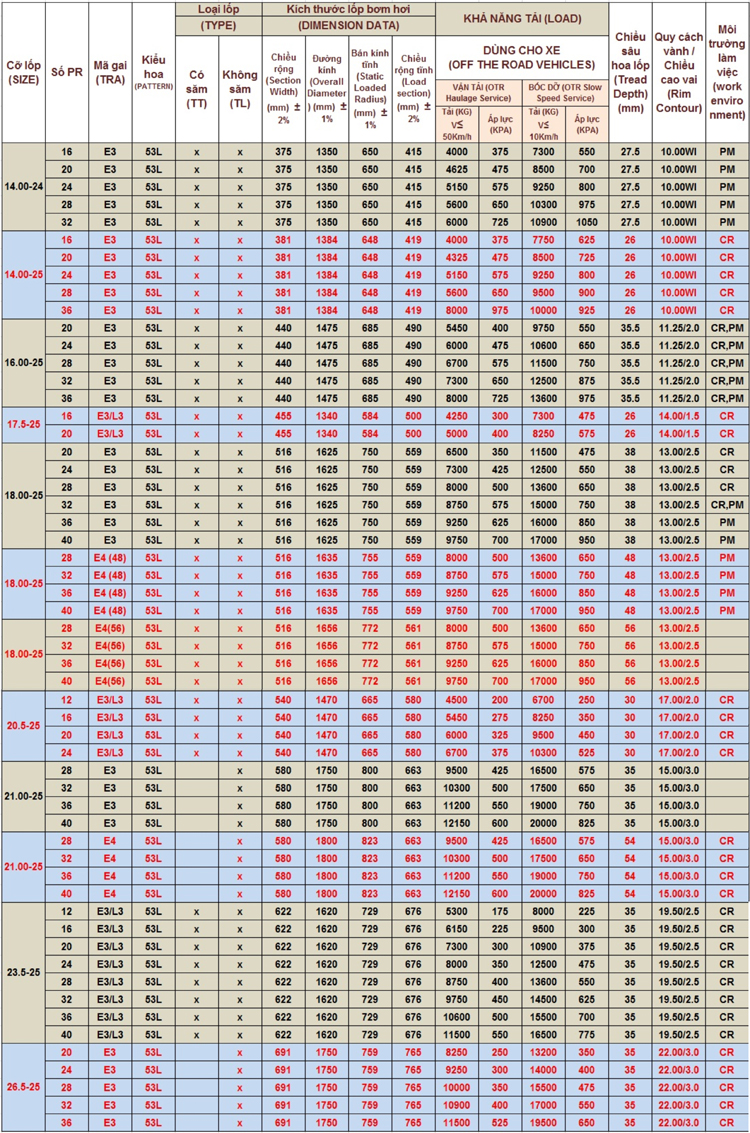 Cỡ lốp (SIZE)
Số PR
Mã gai (TRA)
Kiểu hoa (PATTERN)
Loại lốp (TYPE)
Có săm (TT)
Không săm (TL)
Kích thước lốp bơm hơi (DIMENSION DATA)
Chiều rộng (Section Width) (mm) ± 2%
Đường kính (Overall Diameter) (mm) ± 1%
Bán kính tĩnh (Static Loaded Radius) (mm) ± 1%
Chiều rộng tĩnh (Load section) (mm) ± 2%
KHẢ NĂNG TẢI (LOAD)
DÙNG CHO XE (OFF THE ROAD VEHICLES)
VẬN TẢI (OTR Haulage Service)
BỐC DỠ (OTR Slow Speed Service)
Tải (KG) V≤ 50Km/h
Áp lực (KPA)
Tải (KG) V≤ 10Km/h
Áp lực (KPA)
Chiều sâu hoa lốp (Tread Depth) (mm)
Quy cách vành / Chiều cao vai (Rim Contour)
Môi trường làm việc (work environment)
14.00-24
16 E3 53L x x 375 1350 650 415 4000 375 7300 550 27.5 10.00WI PM
20 E3 53L x x 375 1350 650 415 4625 475 8500 700 27.5 10.00WI PM
24 E3 53L x x 375 1350 650 415 5150 575 9250 800 27.5 10.00WI PM
28 E3 53L x x 375 1350 650 415 5600 650 10300 975 27.5 10.00WI PM
32 E3 53L x x 375 1350 650 415 6000 725 10900 1050 27.5 10.00WI PM
14.00-25
16 E3 53L x x 381 1384 648 419 4000 375 7750 625 26 10.00WI CR
20 E3 53L x x 381 1384 648 419 4325 475 8500 725 26 10.00WI CR
24 E3 53L x x 381 1384 648 419 5150 575 9250 800 26 10.00WI CR
28 E3 53L x x 381 1384 648 419 5600 650 9500 900 26 10.00WI CR
36 E3 53L x x 381 1384 648 419 8000 975 10000 925 26 10.00WI CR
16.00-25
20 E3 53L x x 440 1475 685 490 5450 400 9750 550 35.5 11.25/2.0 CR,PM
24 E3 53L x x 440 1475 685 490 6000 475 10600 650 35.5 11.25/2.0 CR,PM
28 E3 53L x x 440 1475 685 490 6700 575 11500 750 35.5 11.25/2.0 CR,PM
32 E3 53L x x 440 1475 685 490 7300 650 12500 875 35.5 11.25/2.0 CR,PM
36 E3 53L x x 440 1475 685 490 8000 725 13600 975 35.5 11.25/2.0 CR,PM
17.5-25
16 E3/L3 53L x x 455 1340 584 500 4250 300 7300 475 26 14.00/1.5 CR
20 E3/L3 53L x x 455 1340 584 500 5000 400 8250 575 26 14.00/1.5 CR
18.00-25
20 E3 53L x x 516 1625 750 559 6500 350 11500 475 38 13.00/2.5 CR
24 E3 53L x x 516 1625 750 559 7300 425 12500 550 38 13.00/2.5 CR
28 E3 53L x x 516 1625 750 559 8000 500 13600 650 38 13.00/2.5 CR
32 E3 53L x x 516 1625 750 559 8750 575 15000 750 38 13.00/2.5 CR,PM
36 E3 53L x x 516 1625 750 559 9250 625 16000 850 38 13.00/2.5 PM
40 E3 53L x x 516 1625 750 559 9750 700 17000 950 38 13.00/2.5 PM
18.00-25
28 E4 (48) 53L x x 516 1635 755 559 8000 500 13600 650 48 13.00/2.5 PM
32 E4 (48) 53L x x 516 1635 755 559 8750 575 15000 750 48 13.00/2.5 PM
36 E4 (48) 53L x x 516 1635 755 559 9250 625 16000 850 48 13.00/2.5 PM
40 E4 (48) 53L x x 516 1635 755 559 9750 700 17000 950 48 13.00/2.5 PM
18.00-25
28 E4(56) 53L x x 516 1656 772 561 8000 500 13600 650 56 13.00/2.5
32 E4(56) 53L x x 516 1656 772 561 8750 575 15000 750 56 13.00/2.5
36 E4(56) 53L x x 516 1656 772 561 9250 625 16000 850 56 13.00/2.5
40 E4(56) 53L x x 516 1656 772 561 9750 700 17000 950 56 13.00/2.5
20.5-25
12 E3/L3 53L x x 540 1470 665 580 4500 200 6700 250 30 17.00/2.0 CR
16 E3/L3 53L x x 540 1470 665 580 5450 275 8250 350 30 17.00/2.0 CR
20 E3/L3 53L x x 540 1470 665 580 6000 325 9500 450 30 17.00/2.0 CR
24 E3/L3 53L x x 540 1470 665 580 6700 375 10300 525 30 17.00/2.0 CR
21.00-25
28 E3 53L x 580 1750 800 663 9500 425 16500 575 35 15.00/3.0
32 E3 53L x 580 1750 800 663 10300 500 17500 650 35 15.00/3.0
36 E3 53L x 580 1750 800 663 11200 550 19000 750 35 15.00/3.0
40 E3 53L x 580 1750 800 663 12150 600 20000 825 35 15.00/3.0
21.00-25
28 E4 53L x 580 1800 823 663 9500 425 16500 575 54 15.00/3.0 CR
32 E4 53L x 580 1800 823 663 10300 500 17500 650 54 15.00/3.0 CR
36 E4 53L x 580 1800 823 663 11200 550 19000 750 54 15.00/3.0 CR
40 E4 53L x 580 1800 823 663 12150 600 20000 825 54 15.00/3.0 CR
23.5-25
12 E3/L3 53L x x 622 1620 729 676 5300 175 8000 225 35 19.50/2.5 CR
16 E3/L3 53L x x 622 1620 729 676 6150 225 9500 300 35 19.50/2.5 CR
20 E3/L3 53L x x 622 1620 729 676 7300 300 10900 375 35 19.50/2.5 CR
24 E3/L3 53L x x 622 1620 729 676 8000 350 12500 475 35 19.50/2.5 CR
28 E3/L3 53L x x 622 1620 729 676 8750 400 13600 550 35 19.50/2.5 CR
32 E3/L3 53L x x 622 1620 729 676 9750 450 14500 625 35 19.50/2.5 CR
36 E3/L3 53L x x 622 1620 729 676 10600 500 15500 700 35 19.50/2.5 CR
40 E3/L3 53L x x 622 1620 729 676 11500 550 16500 775 35 19.50/2.5 CR
26.5-25
20 E3 53L x 691 1750 759 765 8250 250 13200 350 35 22.00/3.0 CR
24 E3 53L x 691 1750 759 765 9250 300 14000 400 35 22.00/3.0 CR
28 E3 53L x 691 1750 759 765 10000 350 15500 475 35 22.00/3.0 CR
32 E3 53L x 691 1750 759 765 10900 400 17000 550 35 22.00/3.0 CR
36 E3 53L x 691 1750 759 765 11500 525 19500 650 35 22.00/3.0 CR